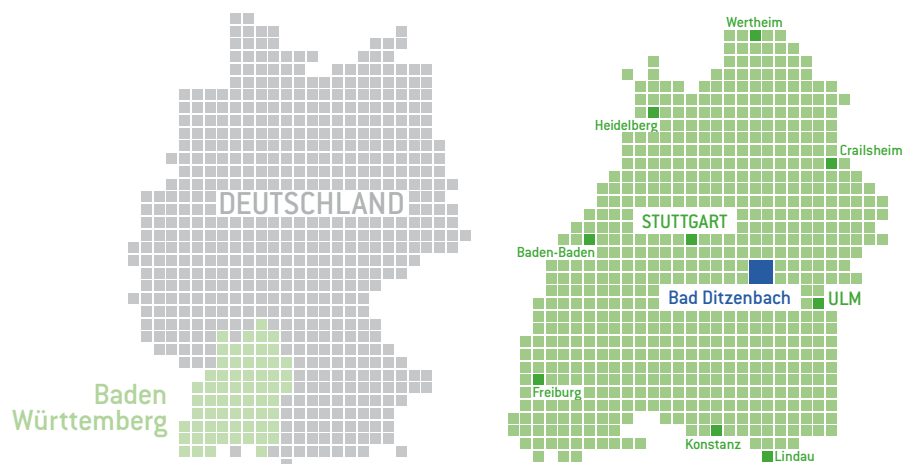 DEUTSCHLAND
Baden
Württemberg
Wertheim
Heidelberg
Crailsheim
STUTTGART
Baden-Baden
Bad Ditzenbach
ULM
Freiburg
Konstanz
Lindau